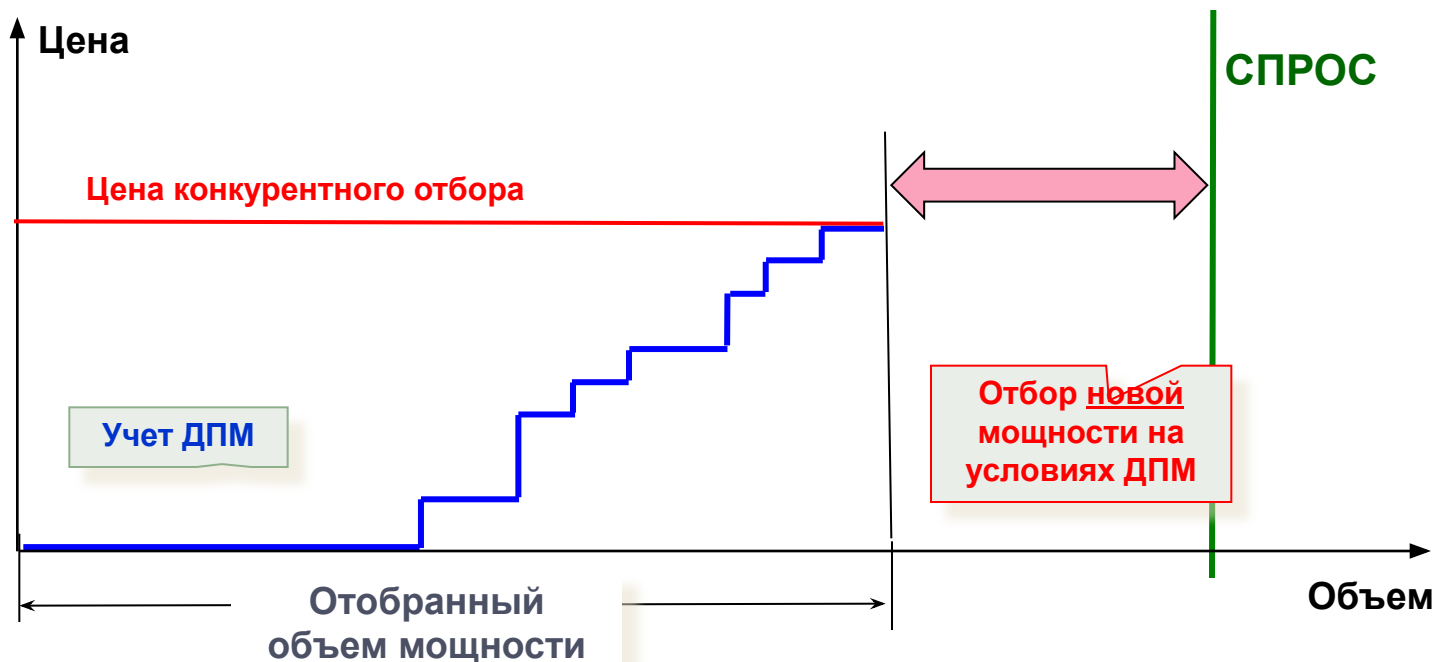 Цена
СПРОС
Цена конкурентного отбора
Учет ДПМ
Отбор новой
мощности на
условиях ДПМ
Объем
Отобранный
объем мощности